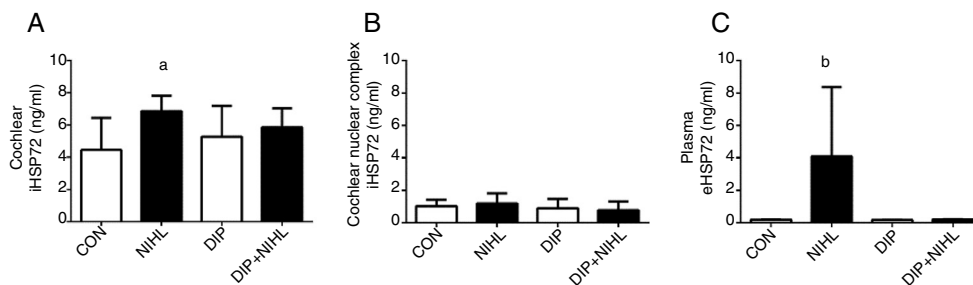 A
Cochlear
iHSP72 (ng/ml)
10
8
6
4
2
0
a
CON
NIHL
DIP
DIP+NIHL
B
Cochlear nuclear complex
iHSP72 (ng/ml)
10
8
6
4
2
0
CON
NIHL
DIP
DIP+NIHL
C
Plasma
eHSP72 (ng/ml)
10
8
6
4
2
0
b
CON
NIHL
DIP
DIP+NIHL